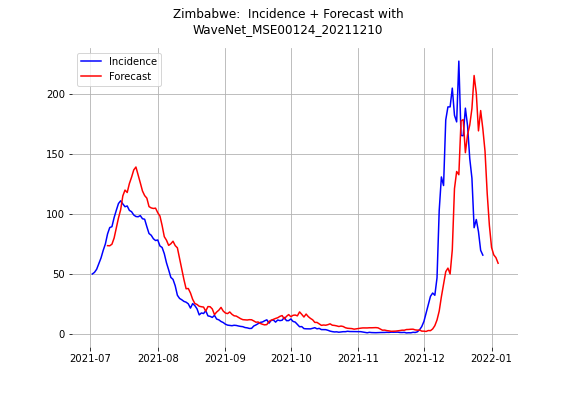 Zimbabwe:  Incidence + Forecast with
WaveNet_MSE00124_20211210
Incidence
Forecast
200
150
100
50
0
2021-07 2021-08 2021-09 2021-10 2021-11 2021-12 2022-01